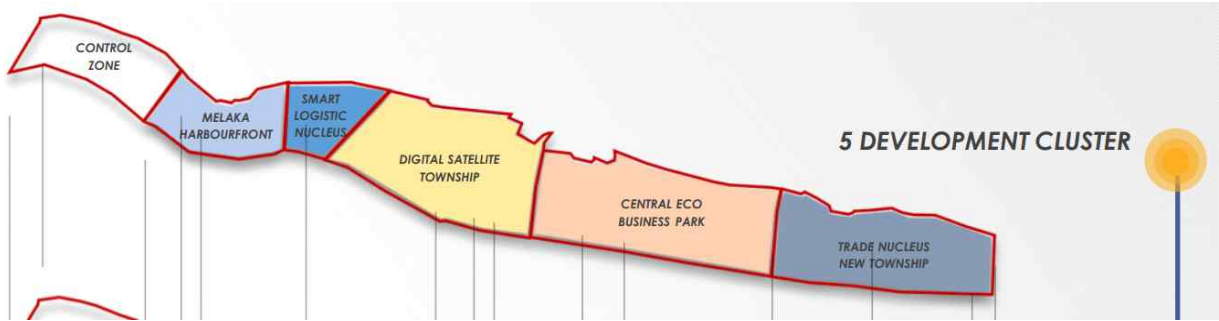 CONTROL
ZONE
MELAKA
HARBOURFRONT
SMART
LOGISTIC
NUCLEUS
DIGITAL SATELLITE
TOWNSHIP
CENTRAL ECO
BUSINESS PARK
TRADE NUCLEUS
NEW TOWNSHIP
5 DEVELOPMENT CLUSTER